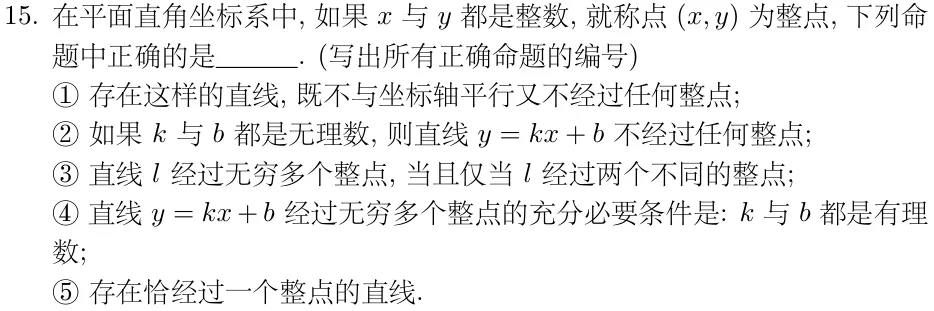 15. 在平面直角坐标系中, 如果 x 与 y 都是整数, 就称点 (x, y) 为整点, 下列命
题中正确的是______. (写出所有正确命题的编号)
① 存在这样的直线, 既不与坐标轴平行又不经过任何整点;
② 如果 k 与 b 都是无理数, 则直线 y = kx + b 不经过任何整点;
③ 直线 l 经过无穷多个整点, 当且仅当 l 经过两个不同的整点;
④ 直线 y = kx + b 经过无穷多个整点的充分必要条件是: k 与 b 都是有理
数;
⑤ 存在恰经过一个整点的直线.